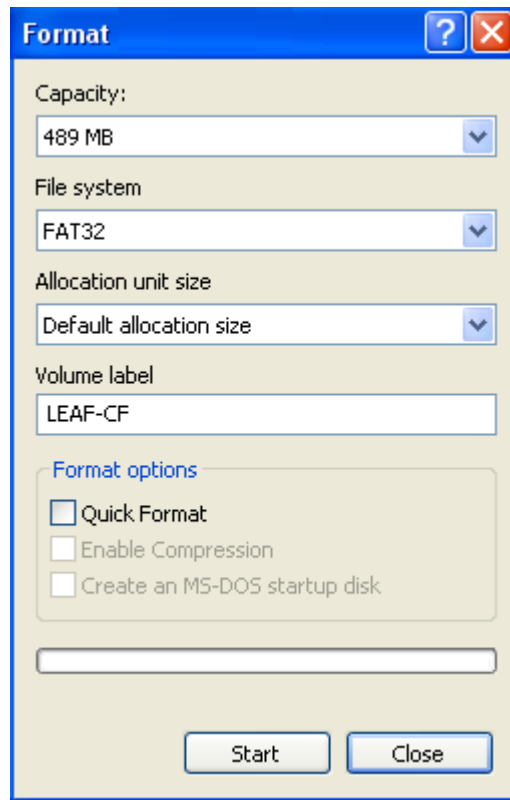 Format
?
Capacity:
489 MB
File system
FAT32
Allocation unit size
Default allocation size
Volume label
LEAF-CF
Format options
Quick Format
Enable Compression
Create an MS-DOS startup disk
Start Close